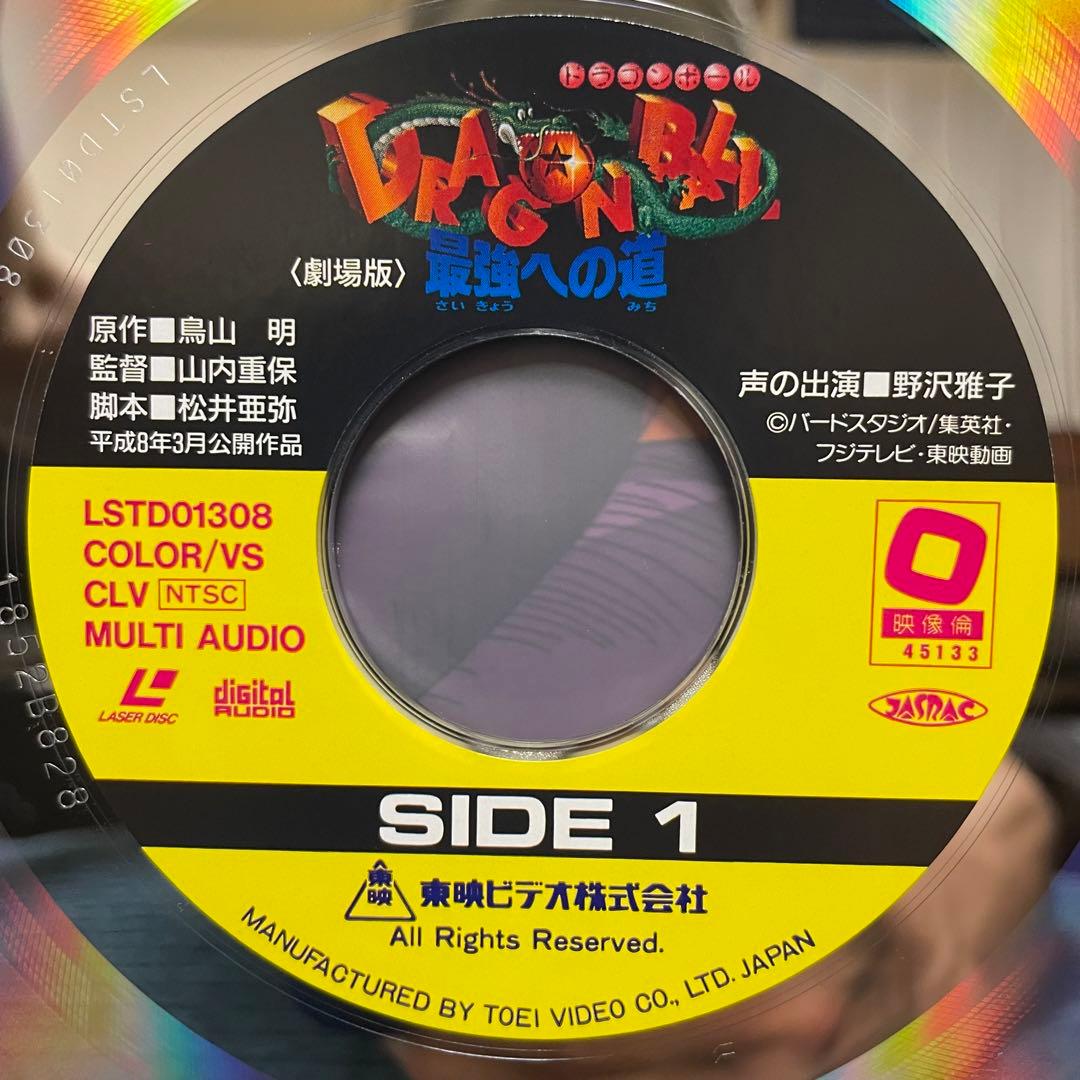 ドラゴンボール
DRAGON BALL
〈劇場版〉最強への道
さいきょう みち
原作■鳥山 明
監督■山内重保
脚本■松井亜弥
平成8年3月公開作品
声の出演■野沢雅子
©バードスタジオ/集英社・
フジテレビ・東映動画
LSTD01308
COLOR/VS
CLV NTSC
MULTI AUDIO
LASER DISC
digital AUDIO
映像倫
45133
JASRAC
SIDE 1
東映 東映ビデオ株式会社
All Rights Reserved.
MANUFACTURED BY TOEI VIDEO CO., LTD. JAPAN
LSTD01308
1852B828